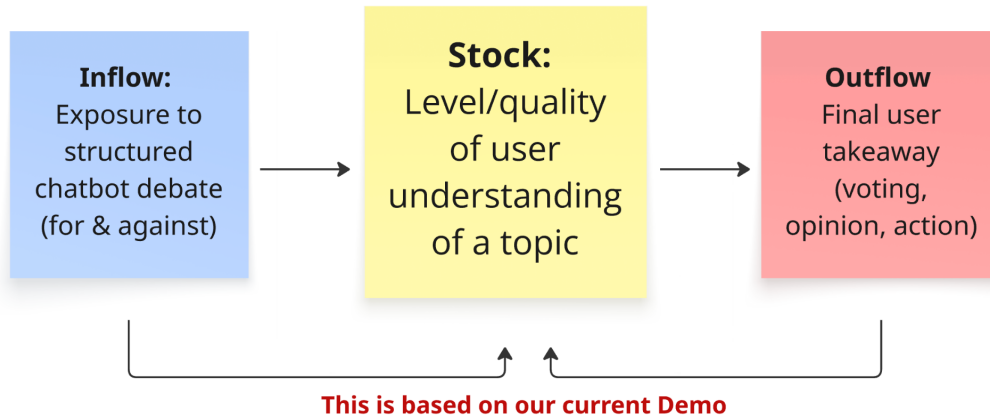 Inflow:
Exposure to
structured
chatbot debate
(for & against)
Stock:
Level/quality
of user
understanding
of a topic
Outflow
Final user
takeaway
(voting,
opinion, action)
This is based on our current Demo